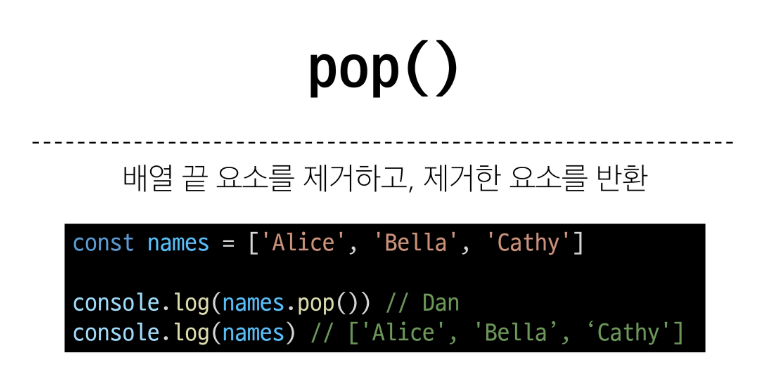 pop()
배열 끝 요소를 제거하고, 제거한 요소를 반환
const names = ['Alice', 'Bella', 'Cathy']
console.log(names.pop()) // Dan
console.log(names) // ['Alice', 'Bella’, ‘Cathy']